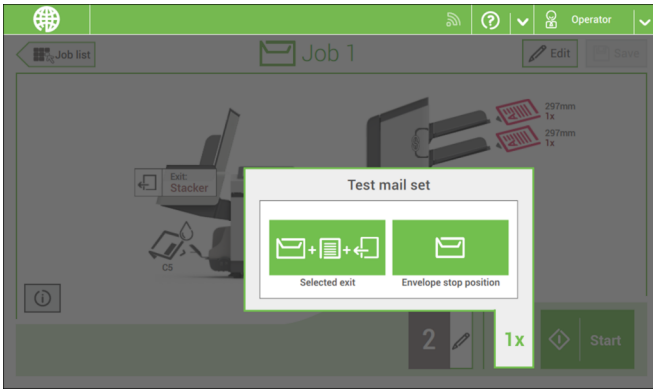 Operator
Job list
Job 1
Edit
Save
297mm
1x
297mm
1x
Exit:
Stacker
CS
Test mail set
Selected exit
Envelope stop position
2
1x
Start